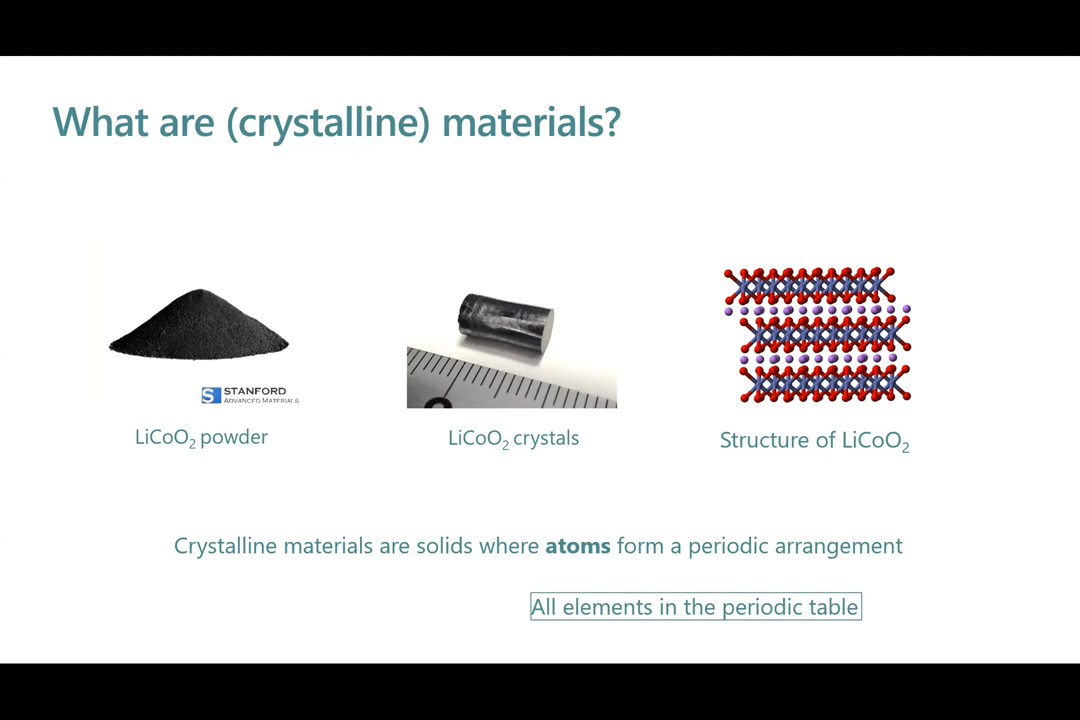 What are (crystalline) materials?
S STANFORD
ADVANCED MATERIALS
0
LiCoO₂ powder
LiCoO₂ crystals
Structure of LiCoO₂
Crystalline materials are solids where atoms form a periodic arrangement
All elements in the periodic table